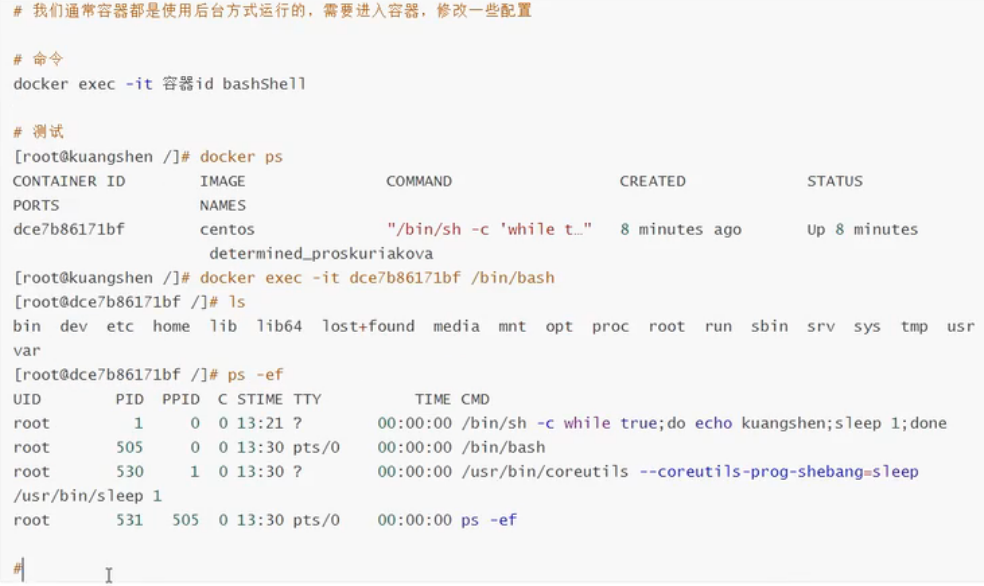 # 我们通常容器都是使用后台方式运行的，需要进入容器，修改一些配置
# 命令
docker exec -it 容器id bashShell
# 测试
[root@kuangshen /]# docker ps
CONTAINER ID        IMAGE               COMMAND                  CREATED             STATUS
PORTS               NAMES
dce7b86171bf        centos              "/bin/sh -c 'while t…"   8 minutes ago       Up 8 minutes
                     determined_proskuriakova
[root@kuangshen /]# docker exec -it dce7b86171bf /bin/bash
[root@dce7b86171bf /]# ls
bin  dev  etc  home  lib  lib64  lost+found  media  mnt  opt  proc  root  run  sbin  srv  sys  tmp  usr
var
[root@dce7b86171bf /]# ps -ef
UID        PID  PPID  C STIME TTY          TIME CMD
root         1     0  0 13:21 ?        00:00:00 /bin/sh -c while true;do echo kuangshen;sleep 1;done
root       505     0  0 13:30 pts/0    00:00:00 /bin/bash
root       530     1  0 13:30 ?        00:00:00 /usr/bin/coreutils --coreutils-prog-shebang=sleep
/usr/bin/sleep 1
root       531   505  0 13:30 pts/0    00:00:00 ps -ef
#